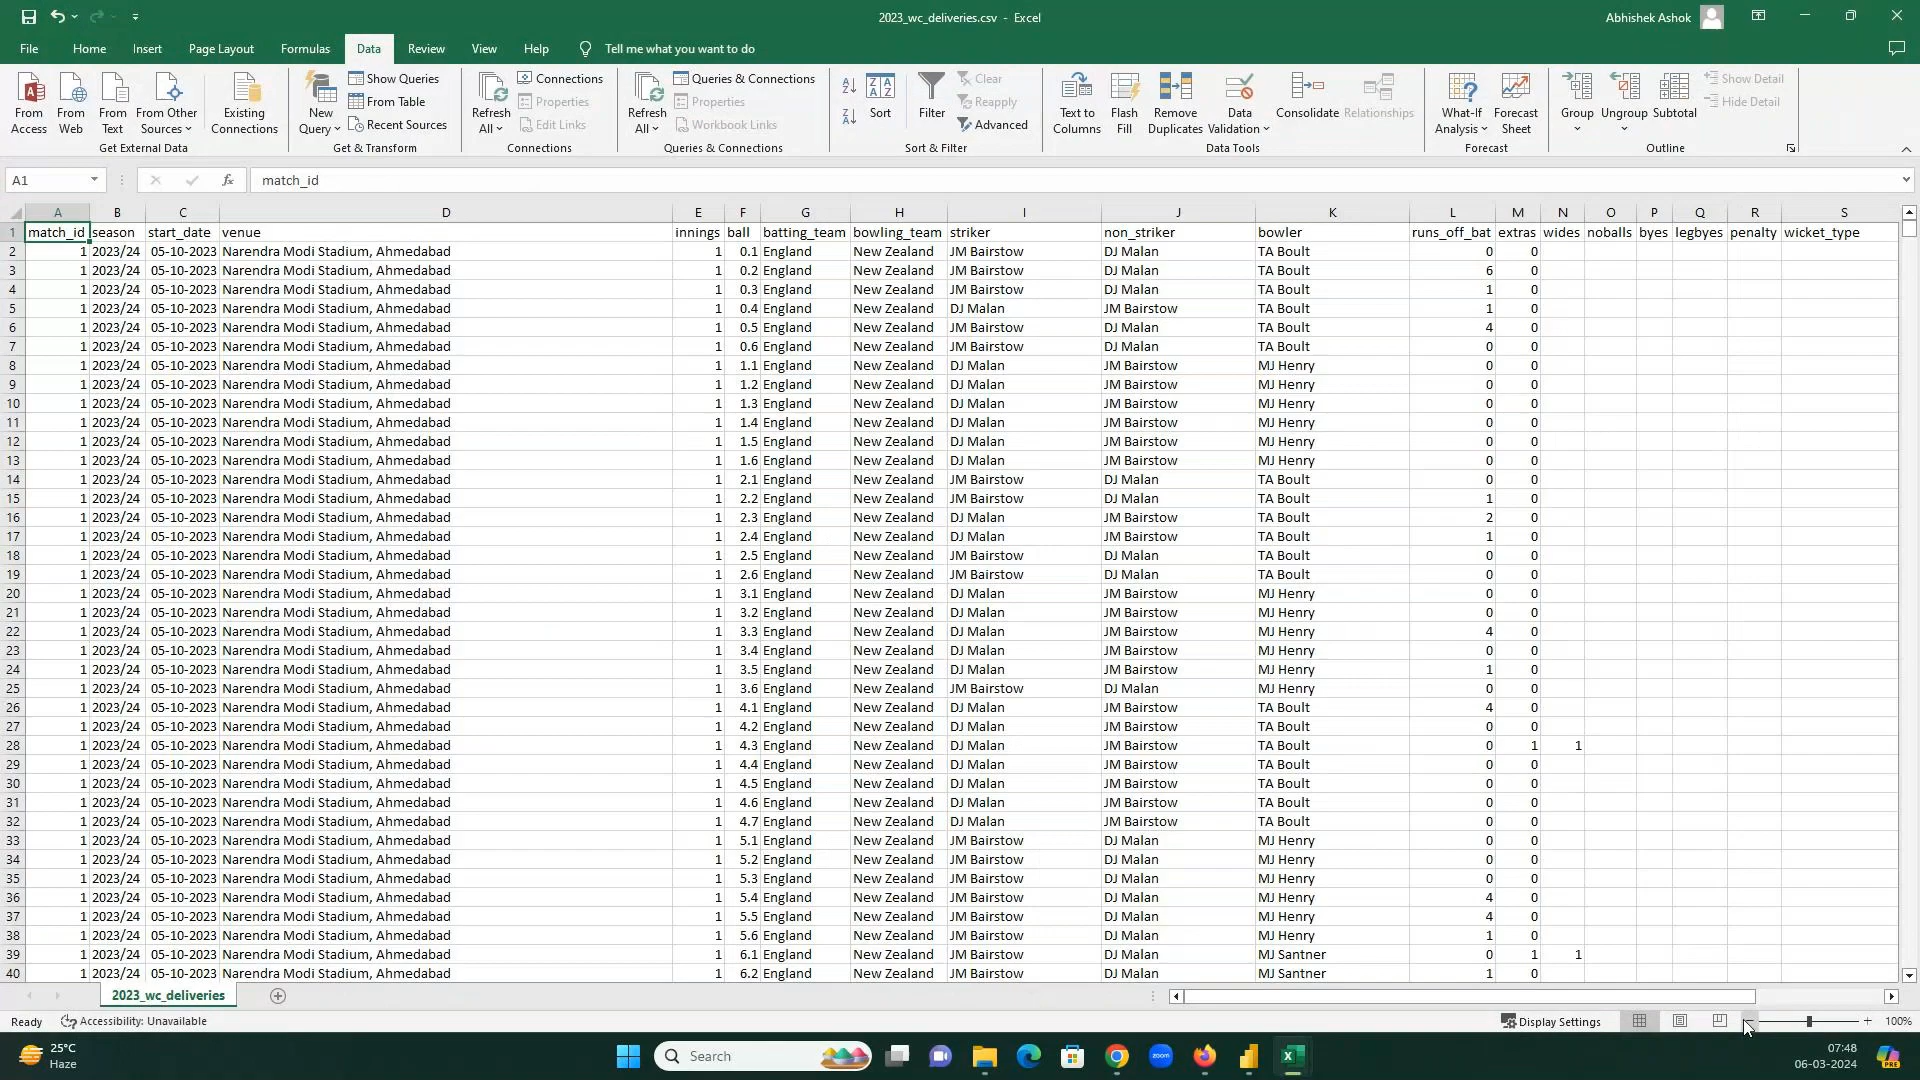 2023_wc_deliveries.csv - Excel
Abhishek Ashok
File Home Insert Page Layout Formulas Data Review View Help Tell me what you want to do
From Access
From Web
From Text
From Other Sources
Existing Connections
Get External Data
New Query
Show Queries
From Table
Recent Sources
Get & Transform
Refresh All
Connections
Properties
Edit Links
Connections
Refresh All
Queries & Connections
Properties
Workbook Links
Queries & Connections
Sort
Filter
Clear
Reapply
Advanced
Sort & Filter
Text to Columns
Flash Fill
Remove Duplicates
Data Validation
Consolidate
Relationships
Data Tools
What-If Analysis
Forecast Sheet
Forecast
Group
Ungroup
Subtotal
Show Detail
Hide Detail
Outline
A1 fx match_id
A B C D E F G H I J K L M N O P Q R S
1 match_id season start_date venue innings ball batting_team bowling_team striker non_striker bowler runs_off_bat extras wides noballs byes legbyes penalty wicket_type
2 1 2023/24 05-10-2023 Narendra Modi Stadium, Ahmedabad 1 0.1 England New Zealand JM Bairstow DJ Malan TA Boult 0 0
3 1 2023/24 05-10-2023 Narendra Modi Stadium, Ahmedabad 1 0.2 England New Zealand JM Bairstow DJ Malan TA Boult 6 0
4 1 2023/24 05-10-2023 Narendra Modi Stadium, Ahmedabad 1 0.3 England New Zealand JM Bairstow DJ Malan TA Boult 1 0
5 1 2023/24 05-10-2023 Narendra Modi Stadium, Ahmedabad 1 0.4 England New Zealand DJ Malan JM Bairstow TA Boult 1 0
6 1 2023/24 05-10-2023 Narendra Modi Stadium, Ahmedabad 1 0.5 England New Zealand JM Bairstow DJ Malan TA Boult 4 0
7 1 2023/24 05-10-2023 Narendra Modi Stadium, Ahmedabad 1 0.6 England New Zealand JM Bairstow DJ Malan TA Boult 0 0
8 1 2023/24 05-10-2023 Narendra Modi Stadium, Ahmedabad 1 1.1 England New Zealand DJ Malan JM Bairstow MJ Henry 0 0
9 1 2023/24 05-10-2023 Narendra Modi Stadium, Ahmedabad 1 1.2 England New Zealand DJ Malan JM Bairstow MJ Henry 0 0
10 1 2023/24 05-10-2023 Narendra Modi Stadium, Ahmedabad 1 1.3 England New Zealand DJ Malan JM Bairstow MJ Henry 0 0
11 1 2023/24 05-10-2023 Narendra Modi Stadium, Ahmedabad 1 1.4 England New Zealand DJ Malan JM Bairstow MJ Henry 0 0
12 1 2023/24 05-10-2023 Narendra Modi Stadium, Ahmedabad 1 1.5 England New Zealand DJ Malan JM Bairstow MJ Henry 0 0
13 1 2023/24 05-10-2023 Narendra Modi Stadium, Ahmedabad 1 1.6 England New Zealand DJ Malan JM Bairstow MJ Henry 0 0
14 1 2023/24 05-10-2023 Narendra Modi Stadium, Ahmedabad 1 2.1 England New Zealand JM Bairstow DJ Malan TA Boult 0 0
15 1 2023/24 05-10-2023 Narendra Modi Stadium, Ahmedabad 1 2.2 England New Zealand JM Bairstow DJ Malan TA Boult 1 0
16 1 2023/24 05-10-2023 Narendra Modi Stadium, Ahmedabad 1 2.3 England New Zealand DJ Malan JM Bairstow TA Boult 2 0
17 1 2023/24 05-10-2023 Narendra Modi Stadium, Ahmedabad 1 2.4 England New Zealand DJ Malan JM Bairstow TA Boult 1 0
18 1 2023/24 05-10-2023 Narendra Modi Stadium, Ahmedabad 1 2.5 England New Zealand JM Bairstow DJ Malan TA Boult 0 0
19 1 2023/24 05-10-2023 Narendra Modi Stadium, Ahmedabad 1 2.6 England New Zealand JM Bairstow DJ Malan TA Boult 0 0
20 1 2023/24 05-10-2023 Narendra Modi Stadium, Ahmedabad 1 3.1 England New Zealand DJ Malan JM Bairstow MJ Henry 0 0
21 1 2023/24 05-10-2023 Narendra Modi Stadium, Ahmedabad 1 3.2 England New Zealand DJ Malan JM Bairstow MJ Henry 0 0
22 1 2023/24 05-10-2023 Narendra Modi Stadium, Ahmedabad 1 3.3 England New Zealand DJ Malan JM Bairstow MJ Henry 4 0
23 1 2023/24 05-10-2023 Narendra Modi Stadium, Ahmedabad 1 3.4 England New Zealand DJ Malan JM Bairstow MJ Henry 0 0
24 1 2023/24 05-10-2023 Narendra Modi Stadium, Ahmedabad 1 3.5 England New Zealand DJ Malan JM Bairstow MJ Henry 1 0
25 1 2023/24 05-10-2023 Narendra Modi Stadium, Ahmedabad 1 3.6 England New Zealand JM Bairstow DJ Malan MJ Henry 0 0
26 1 2023/24 05-10-2023 Narendra Modi Stadium, Ahmedabad 1 4.1 England New Zealand DJ Malan JM Bairstow TA Boult 4 0
27 1 2023/24 05-10-2023 Narendra Modi Stadium, Ahmedabad 1 4.2 England New Zealand DJ Malan JM Bairstow TA Boult 0 0
28 1 2023/24 05-10-2023 Narendra Modi Stadium, Ahmedabad 1 4.3 England New Zealand DJ Malan JM Bairstow TA Boult 0 1 1
29 1 2023/24 05-10-2023 Narendra Modi Stadium, Ahmedabad 1 4.4 England New Zealand DJ Malan JM Bairstow TA Boult 0 0
30 1 2023/24 05-10-2023 Narendra Modi Stadium, Ahmedabad 1 4.5 England New Zealand DJ Malan JM Bairstow TA Boult 0 0
31 1 2023/24 05-10-2023 Narendra Modi Stadium, Ahmedabad 1 4.6 England New Zealand DJ Malan JM Bairstow TA Boult 0 0
32 1 2023/24 05-10-2023 Narendra Modi Stadium, Ahmedabad 1 4.7 England New Zealand DJ Malan JM Bairstow TA Boult 0 0
33 1 2023/24 05-10-2023 Narendra Modi Stadium, Ahmedabad 1 5.1 England New Zealand JM Bairstow DJ Malan MJ Henry 0 0
34 1 2023/24 05-10-2023 Narendra Modi Stadium, Ahmedabad 1 5.2 England New Zealand JM Bairstow DJ Malan MJ Henry 0 0
35 1 2023/24 05-10-2023 Narendra Modi Stadium, Ahmedabad 1 5.3 England New Zealand JM Bairstow DJ Malan MJ Henry 0 0
36 1 2023/24 05-10-2023 Narendra Modi Stadium, Ahmedabad 1 5.4 England New Zealand JM Bairstow DJ Malan MJ Henry 4 0
37 1 2023/24 05-10-2023 Narendra Modi Stadium, Ahmedabad 1 5.5 England New Zealand JM Bairstow DJ Malan MJ Henry 4 0
38 1 2023/24 05-10-2023 Narendra Modi Stadium, Ahmedabad 1 5.6 England New Zealand JM Bairstow DJ Malan MJ Henry 1 0
39 1 2023/24 05-10-2023 Narendra Modi Stadium, Ahmedabad 1 6.1 England New Zealand JM Bairstow DJ Malan MJ Santner 0 1 1
40 1 2023/24 05-10-2023 Narendra Modi Stadium, Ahmedabad 1 6.2 England New Zealand JM Bairstow DJ Malan MJ Santner 1 0
2023_wc_deliveries
Ready Accessibility: Unavailable Display Settings 100%
25°C
Haze
Search
zoom
07:48
06-03-2024
PRE